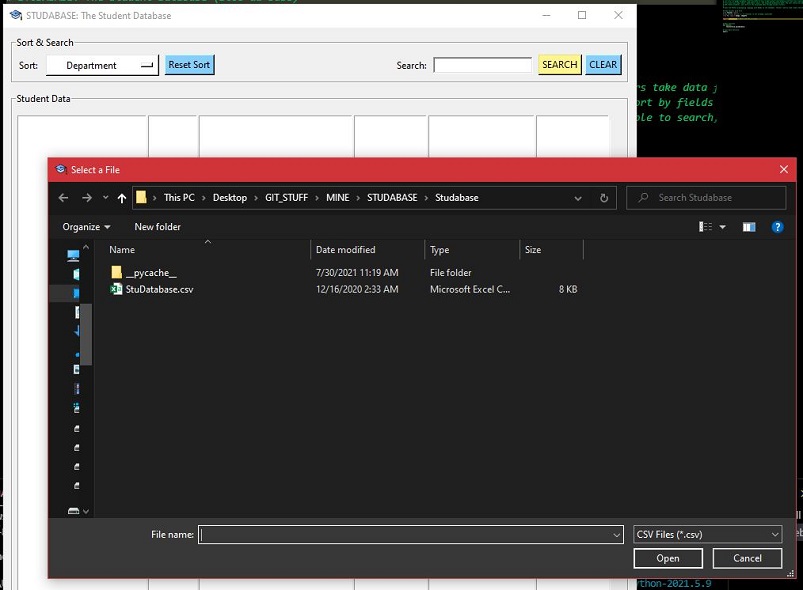 STUDABASE: The Student Database
Sort & Search
Sort: Department Reset Sort Search: SEARCH CLEAR
Student Data
rs take data
ort by fields
ble to search,
Select a File
This PC › Desktop › GIT_STUFF › MINE › STUDABASE › Studabase
Search Studabase
Organize New folder
Name Date modified Type Size
__pycache__ 7/30/2021 11:19 AM File folder
StuDatabase.csv 12/16/2020 2:33 AM Microsoft Excel C... 8 KB
File name: CSV Files (*.csv)
Open Cancel
ython-2021.5.9